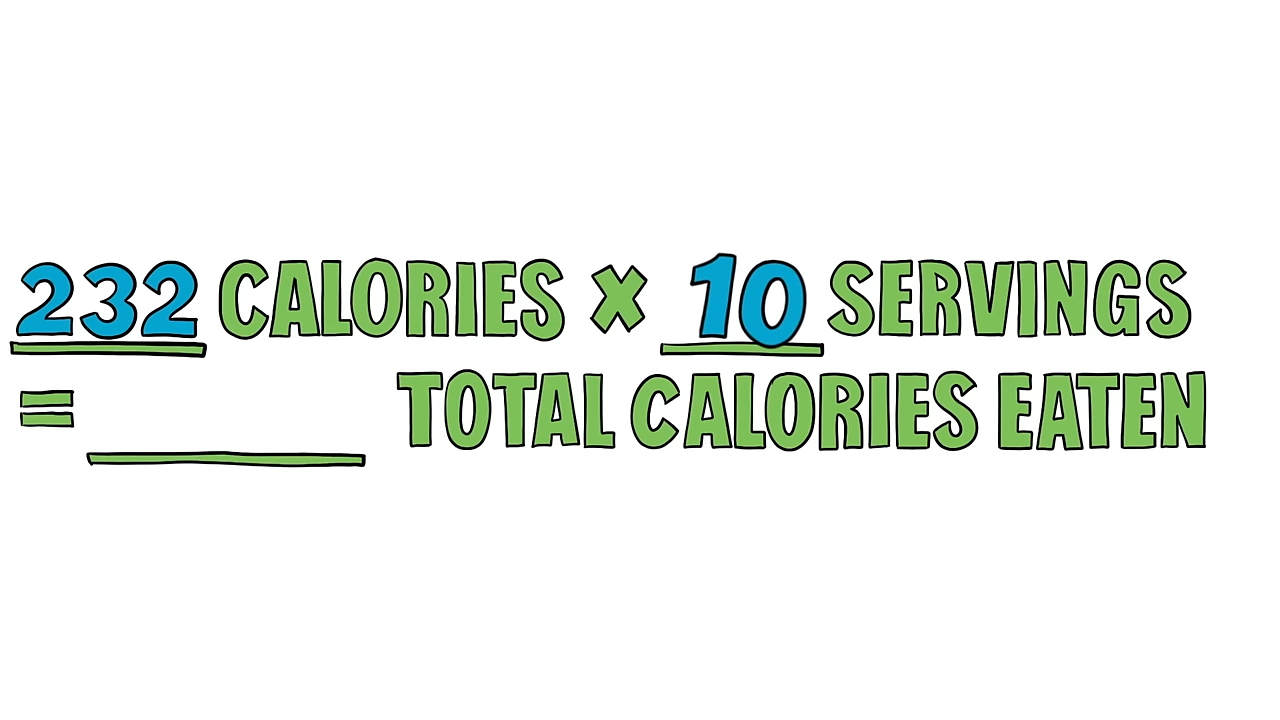 232 CALORIES × 10 SERVINGS
= ______ TOTAL CALORIES EATEN